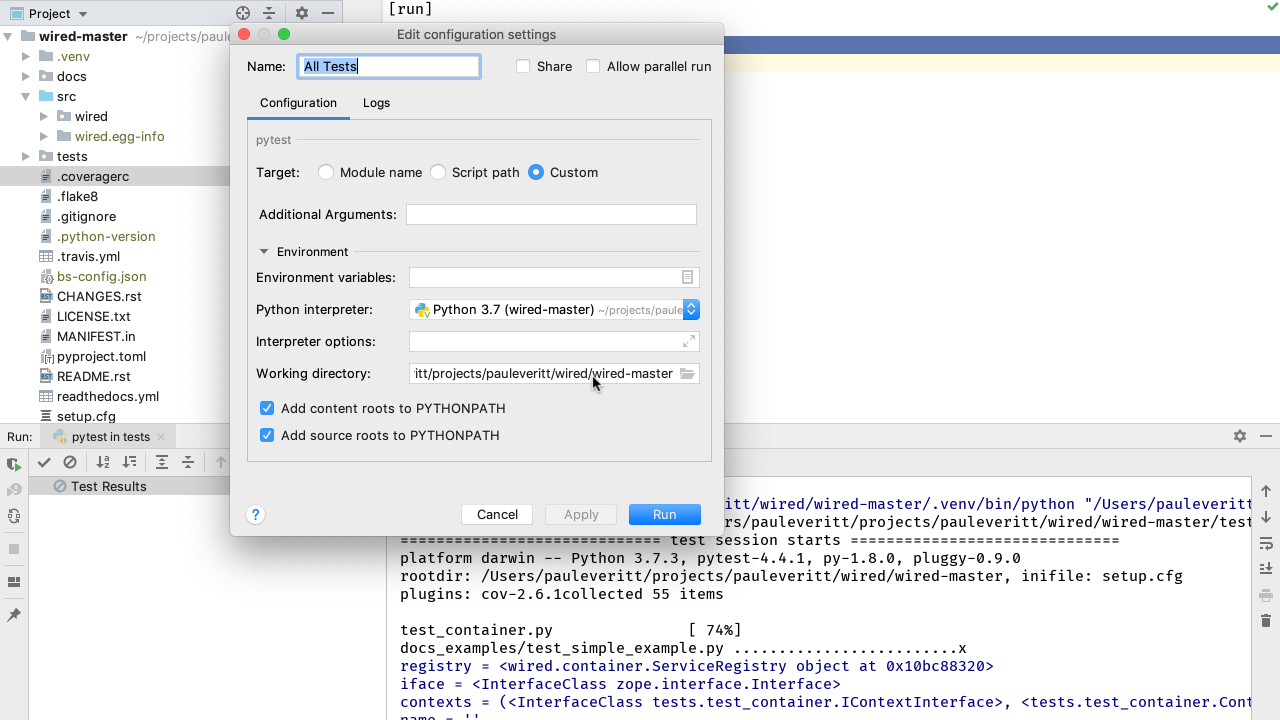 Project
[run]
wired-master ~/projects/paule
.venv
docs
src
wired
wired.egg-info
tests
.coveragerc
.flake8
.gitignore
.python-version
.travis.yml
bs-config.json
CHANGES.rst
LICENSE.txt
MANIFEST.in
pyproject.toml
README.rst
readthedocs.yml
setup.cfg
Edit configuration settings
Name: All Tests Share Allow parallel run
Configuration Logs
pytest
Target: Module name Script path Custom
Additional Arguments:
Environment
Environment variables:
Python interpreter: Python 3.7 (wired-master) ~/projects/paule
Interpreter options:
Working directory: itt/projects/pauleveritt/wired/wired-master
Add content roots to PYTHONPATH
Add source roots to PYTHONPATH
? Cancel Apply Run
Run: pytest in tests
Test Results
ritt/wired/wired-master/.venv/bin/python "/Users/pauleveritt
rs/pauleveritt/projects/pauleveritt/wired/wired-master/test
============================= test session starts ==============================
platform darwin -- Python 3.7.3, pytest-4.4.1, py-1.8.0, pluggy-0.9.0
rootdir: /Users/pauleveritt/projects/pauleveritt/wired/wired-master, inifile: setup.cfg
plugins: cov-2.6.1collected 55 items
test_container.py [ 74%]
docs_examples/test_simple_example.py .........................x
registry = <wired.container.ServiceRegistry object at 0x10bc88320>
iface = <InterfaceClass zope.interface.Interface>
contexts = (<InterfaceClass tests.test_container.IContextInterface>, <tests.test_container.Cont
name = ''